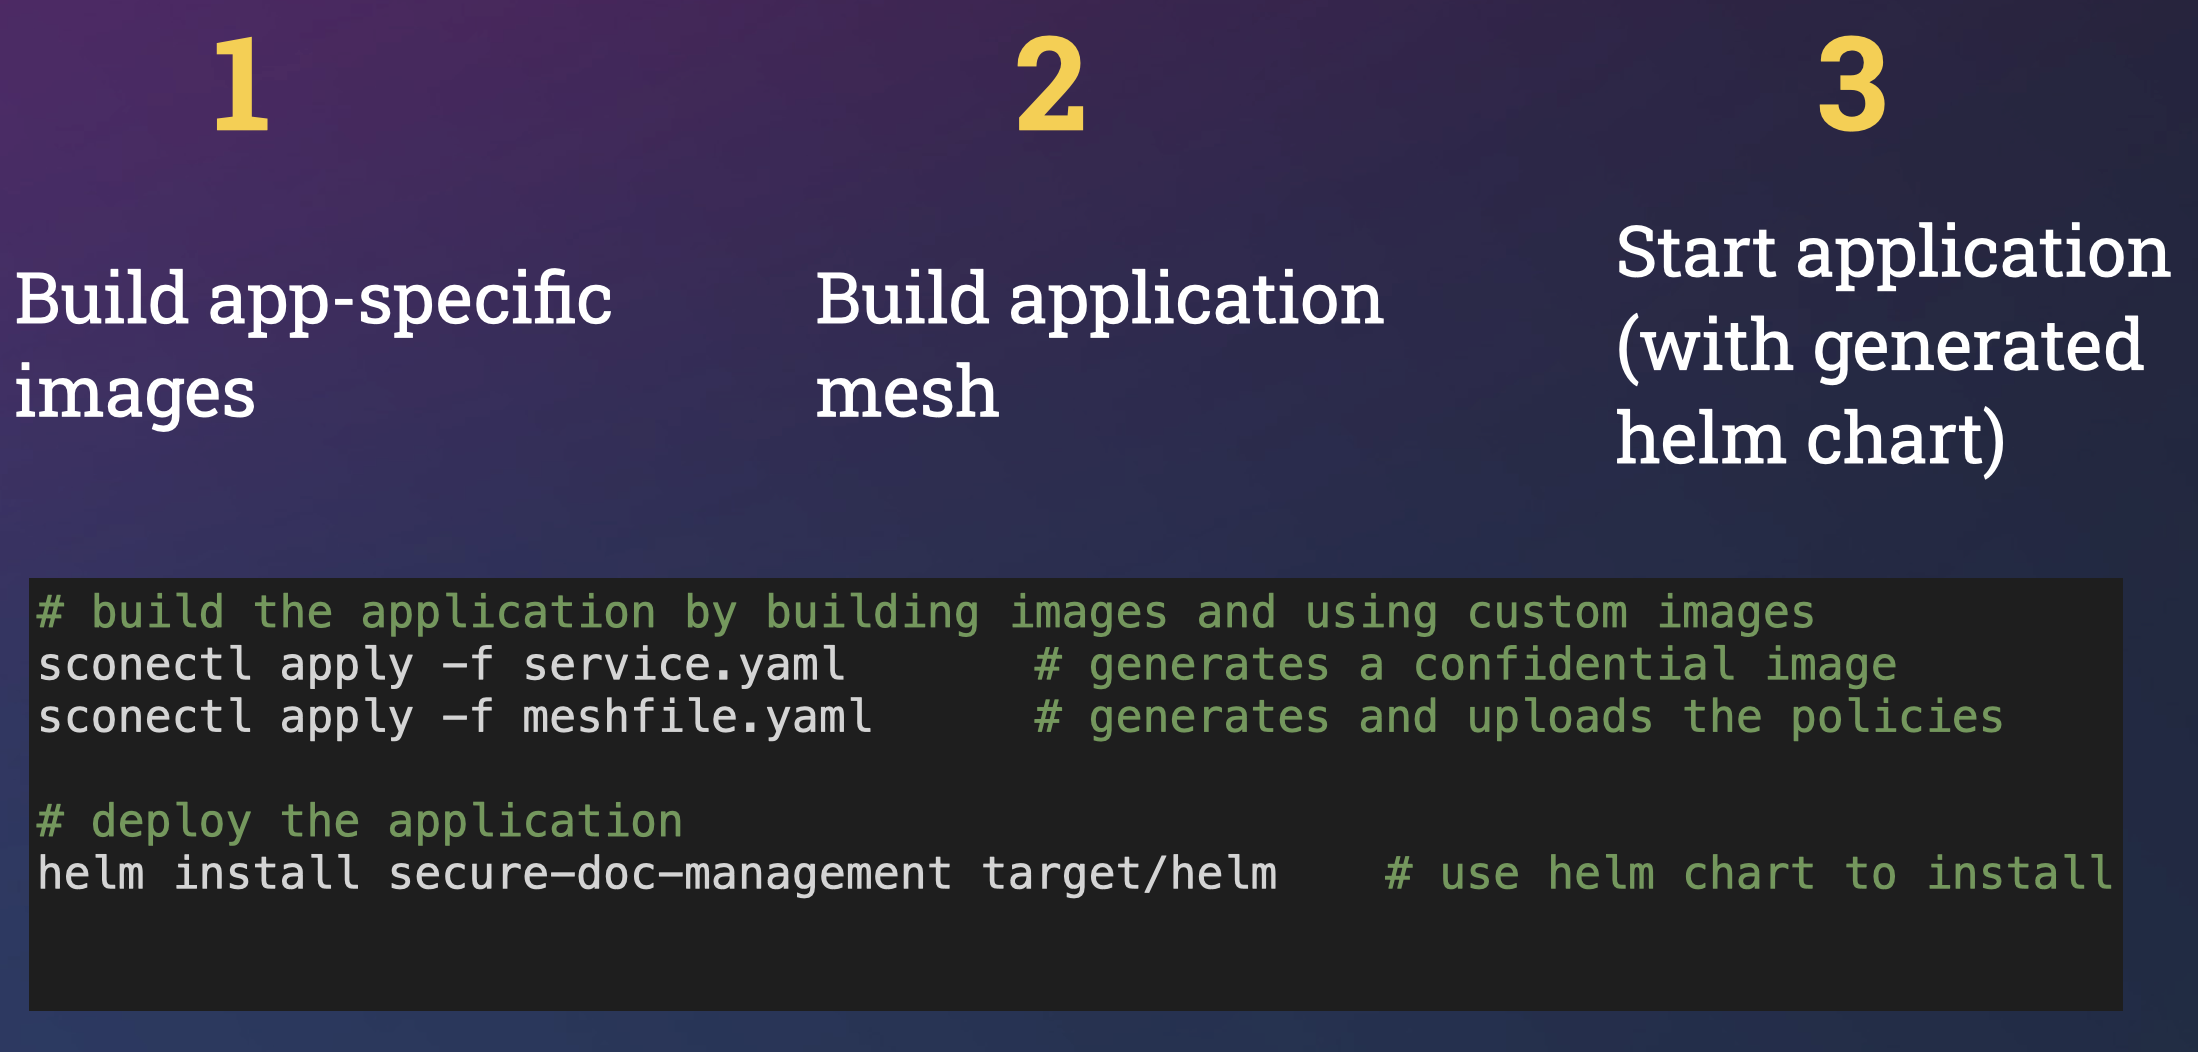 1
Build app-specific
images
2
Build application
mesh
3
Start application
(with generated
helm chart)
# build the application by building images and using custom images
sconectl apply -f service.yaml       # generates a confidential image
sconectl apply -f meshfile.yaml      # generates and uploads the policies
# deploy the application
helm install secure-doc-management target/helm    # use helm chart to install